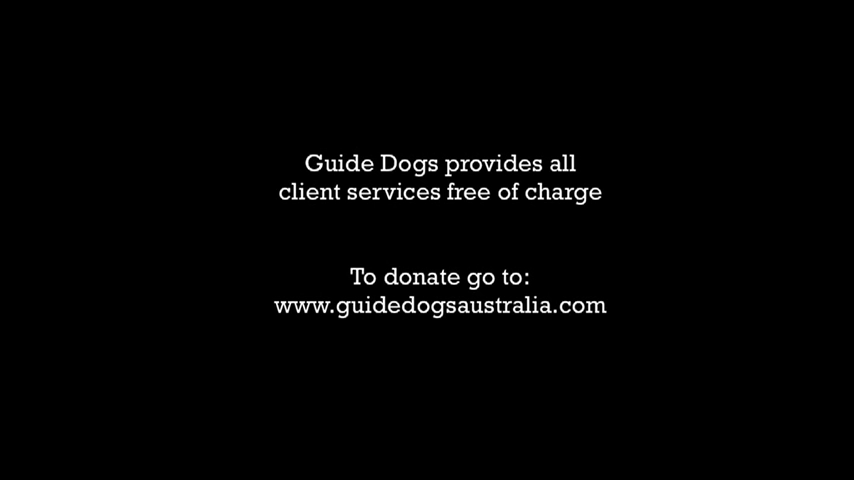 Guide Dogs provides all
client services free of charge
To donate go to:
www.guidedogsaustralia.com